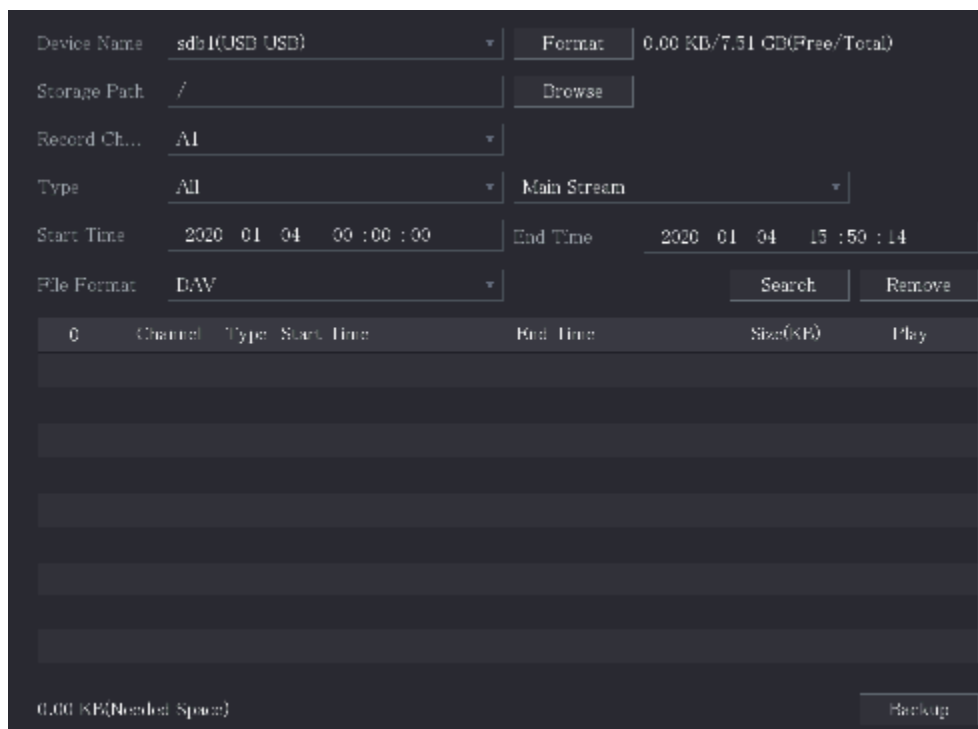 Device Name sdb1(USB USB) Format 0.00 KB/7.51 GB(Free/Total)
Storage Path / Browse
Record Ch... A1
Type All Main Stream
Start Time 2020 01 04 00 :00 :00 End Time 2020 01 04 15 :50 :14
File Format DAV Search Remove
0 Channel Type Start Time End Time Size(KB) Play
0.00 KB(Needed Space) Backup